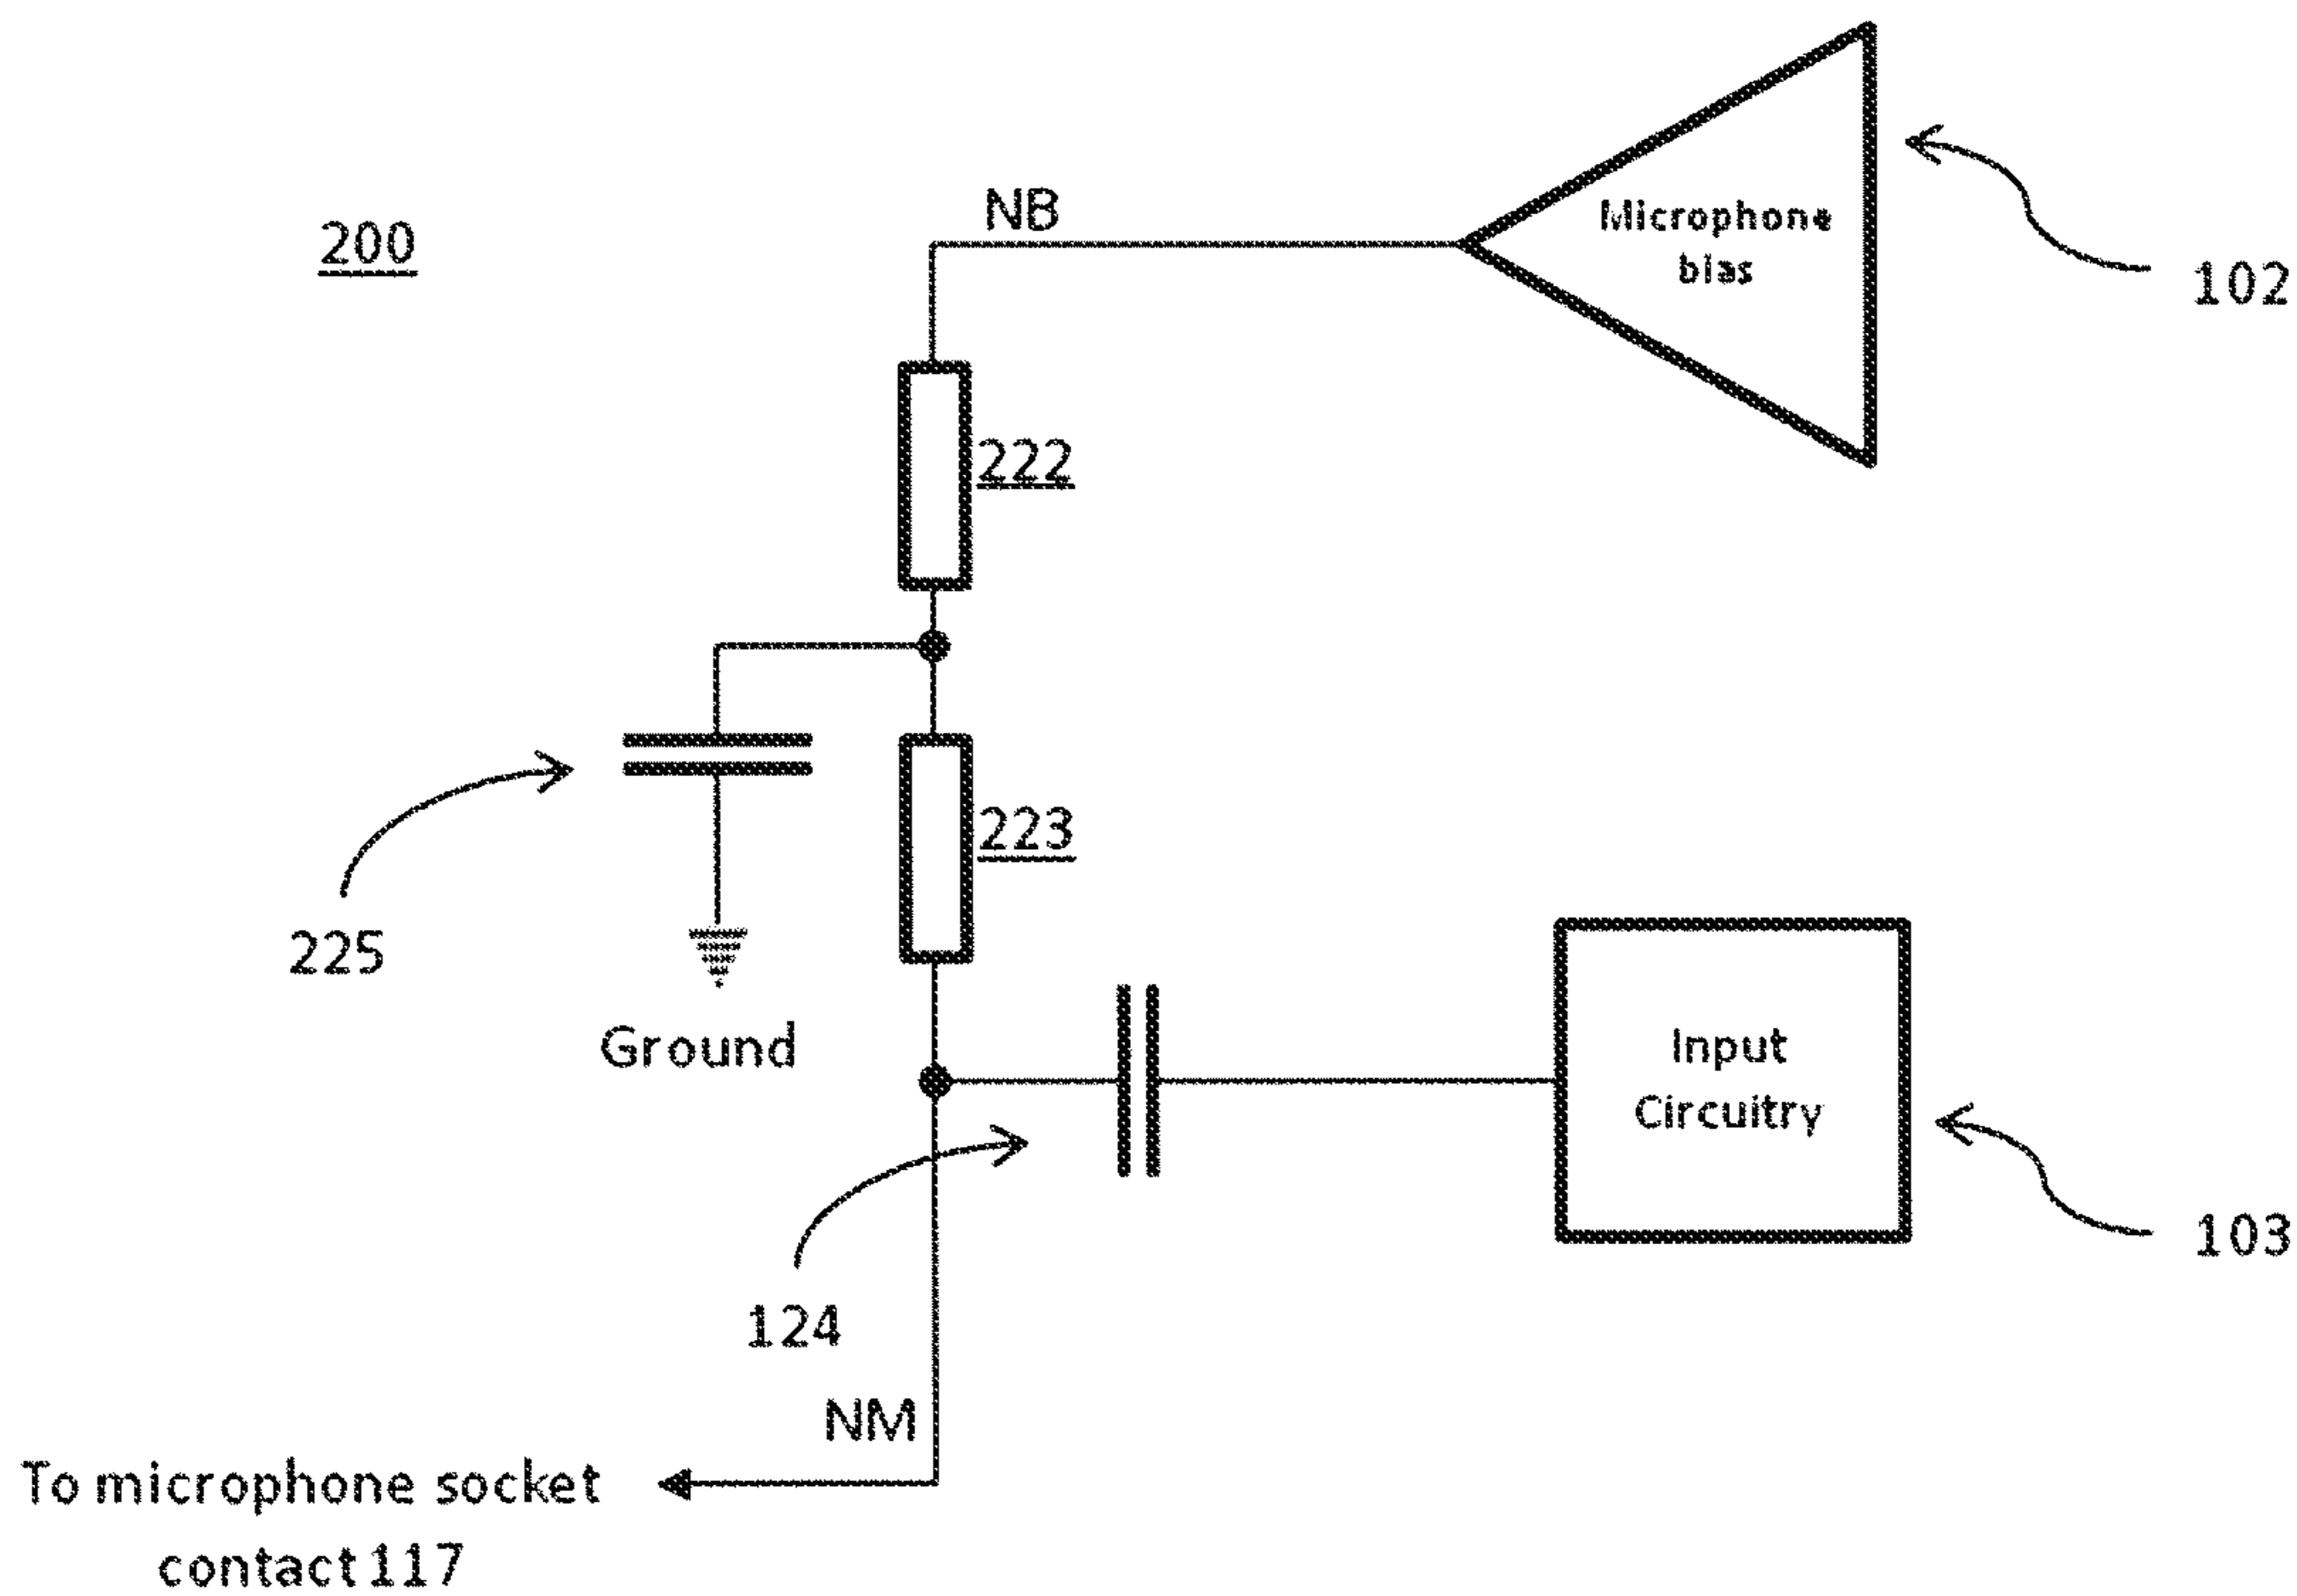 NB
200
Microphone
bias
102
222
223
225
Ground
Input
Circuitry
103
124
NM
To microphone socket
contact 117